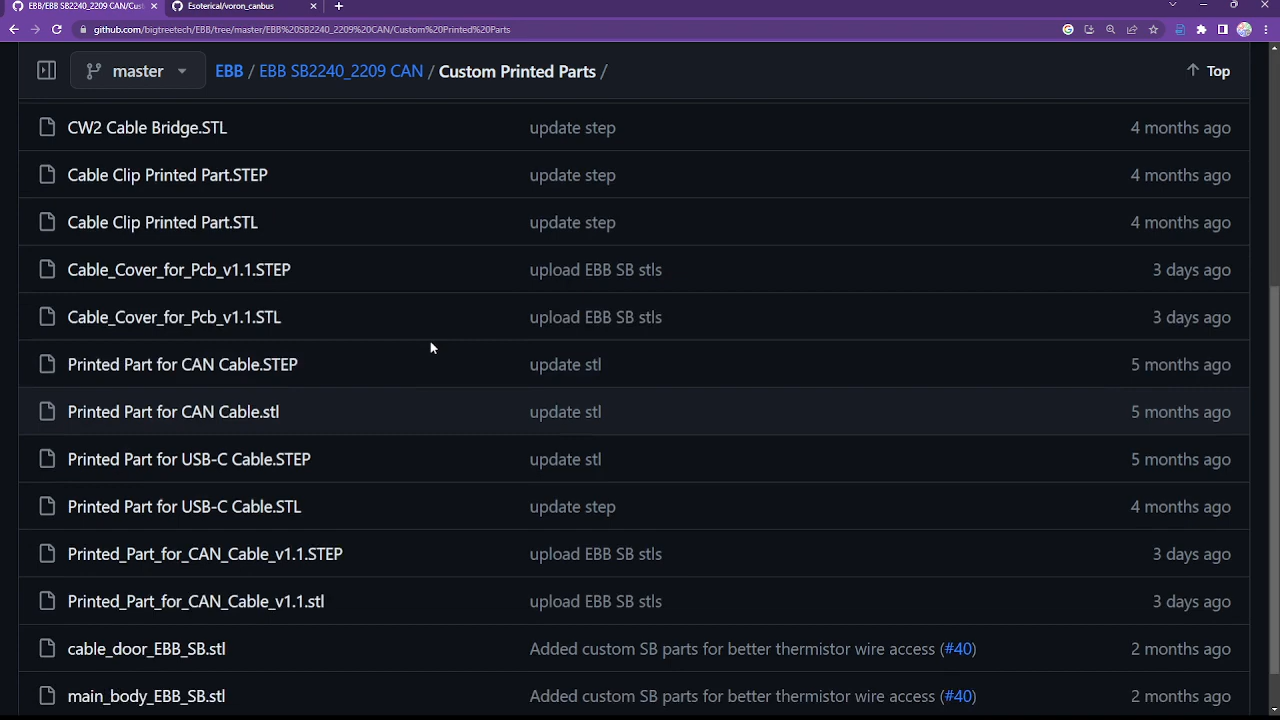 EBB/EBB SB2240_2209 CAN/Cus
Esoterical/voron_canbus
github.com/bigtreetech/EBB/tree/master/EBB%20SB2240_2209%20CAN/Custom%20Printed%20Parts
master
EBB / EBB SB2240_2209 CAN / Custom Printed Parts /
Top
CW2 Cable Bridge.STL update step 4 months ago
Cable Clip Printed Part.STEP update step 4 months ago
Cable Clip Printed Part.STL update step 4 months ago
Cable_Cover_for_Pcb_v1.1.STEP upload EBB SB stls 3 days ago
Cable_Cover_for_Pcb_v1.1.STL upload EBB SB stls 3 days ago
Printed Part for CAN Cable.STEP update stl 5 months ago
Printed Part for CAN Cable.stl update stl 5 months ago
Printed Part for USB-C Cable.STEP update stl 5 months ago
Printed Part for USB-C Cable.STL update step 4 months ago
Printed_Part_for_CAN_Cable_v1.1.STEP upload EBB SB stls 3 days ago
Printed_Part_for_CAN_Cable_v1.1.stl upload EBB SB stls 3 days ago
cable_door_EBB_SB.stl Added custom SB parts for better thermistor wire access (#40) 2 months ago
main_body_EBB_SB.stl Added custom SB parts for better thermistor wire access (#40) 2 months ago